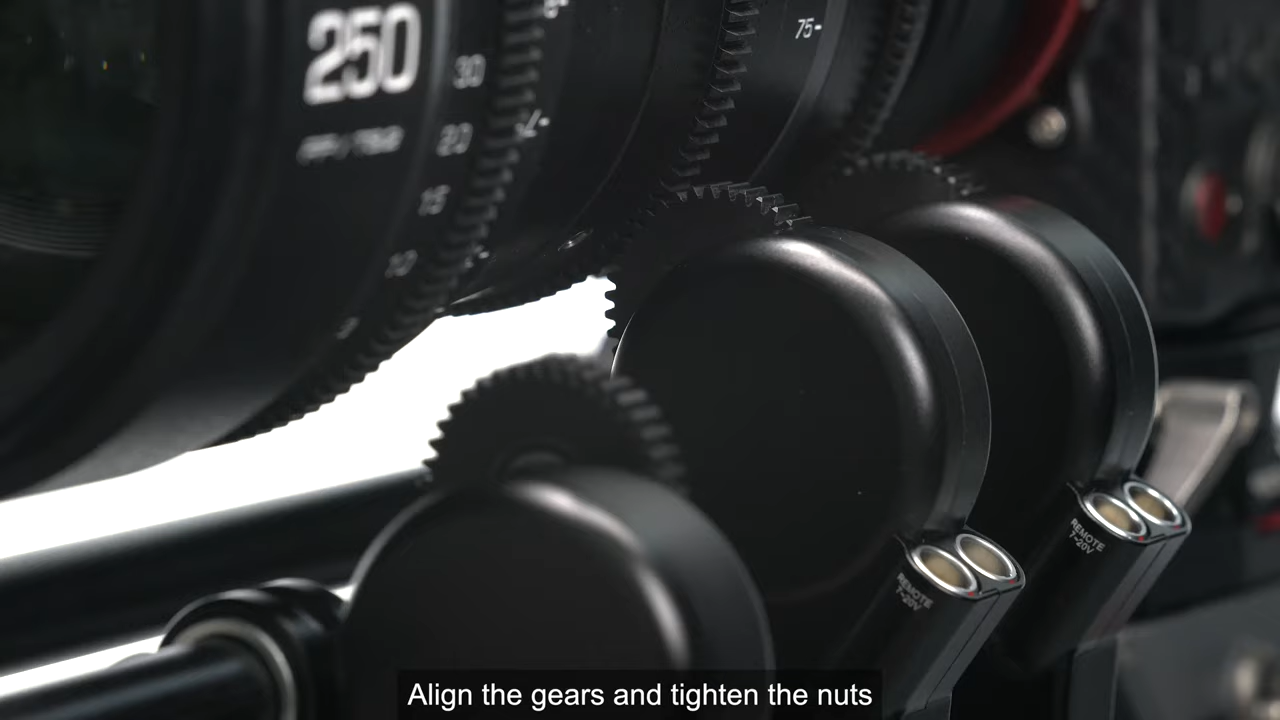 250
30
20
15
10
75-
REMOTE
7-20V
REMOTE
7-20V
Align the gears and tighten the nuts